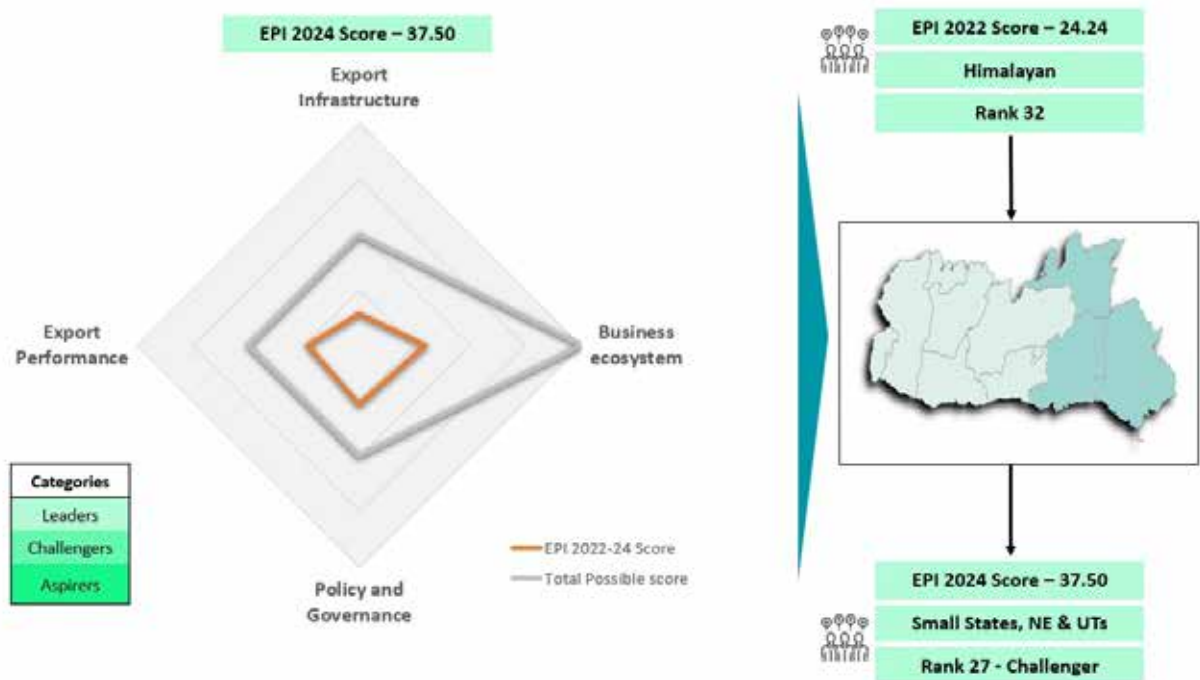 EPI 2024 Score – 37.50
Export
Infrastructure
Export
Performance
Business
ecosystem
Policy and
Governance
Categories
Leaders
Challengers
Aspirers
EPI 2022-24 Score
Total Possible score
EPI 2022 Score – 24.24
Himalayan
Rank 32
EPI 2024 Score – 37.50
Small States, NE & UTs
Rank 27 - Challenger